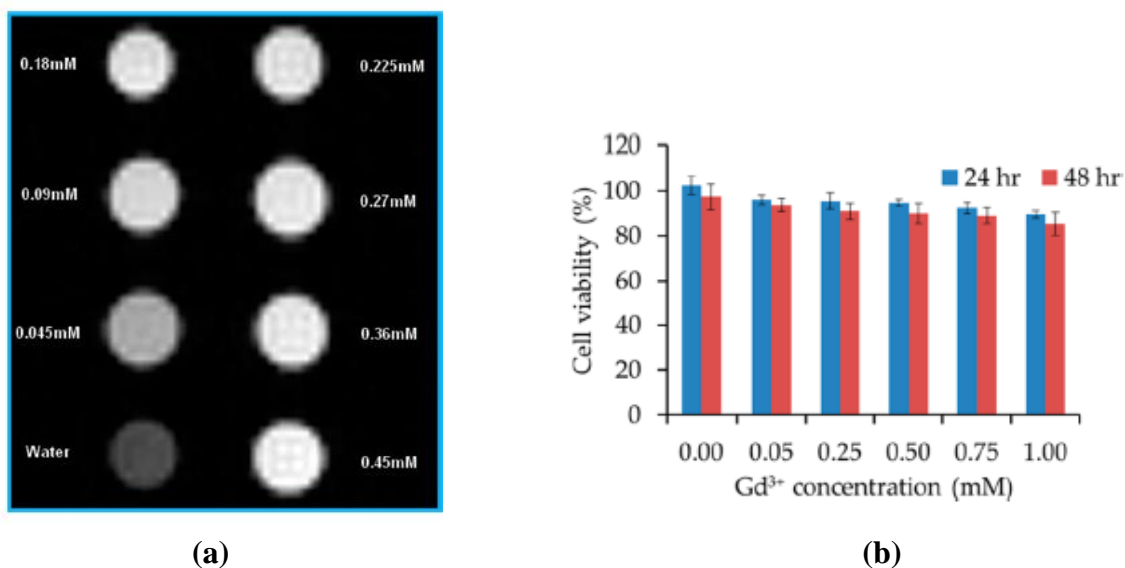 0.18mM
0.225mM
0.09mM
0.27mM
0.045mM
0.36mM
Water
0.45mM
(a)
120
100
80
60
40
20
0
Cell viability (%)
24 hr
48 hr
0.00 0.05 0.25 0.50 0.75 1.00
Gd³⁺ concentration (mM)
(b)